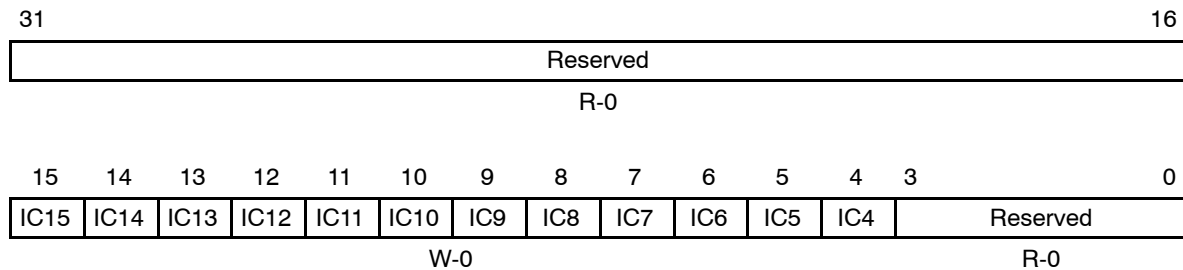 31 16
Reserved
R-0
15 14 13 12 11 10 9 8 7 6 5 4 3 0
IC15 IC14 IC13 IC12 IC11 IC10 IC9 IC8 IC7 IC6 IC5 IC4 Reserved
W-0 R-0